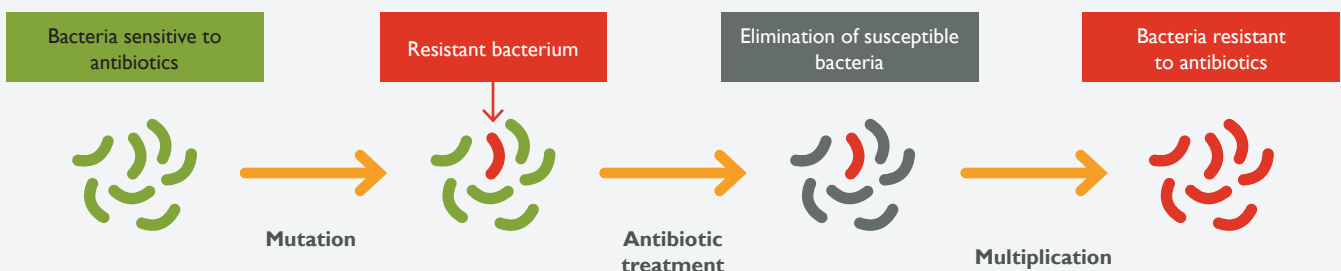 Bacteria sensitive to
antibiotics
Resistant bacterium
Elimination of susceptible
bacteria
Bacteria resistant
to antibiotics
Mutation
Antibiotic
treatment
Multiplication